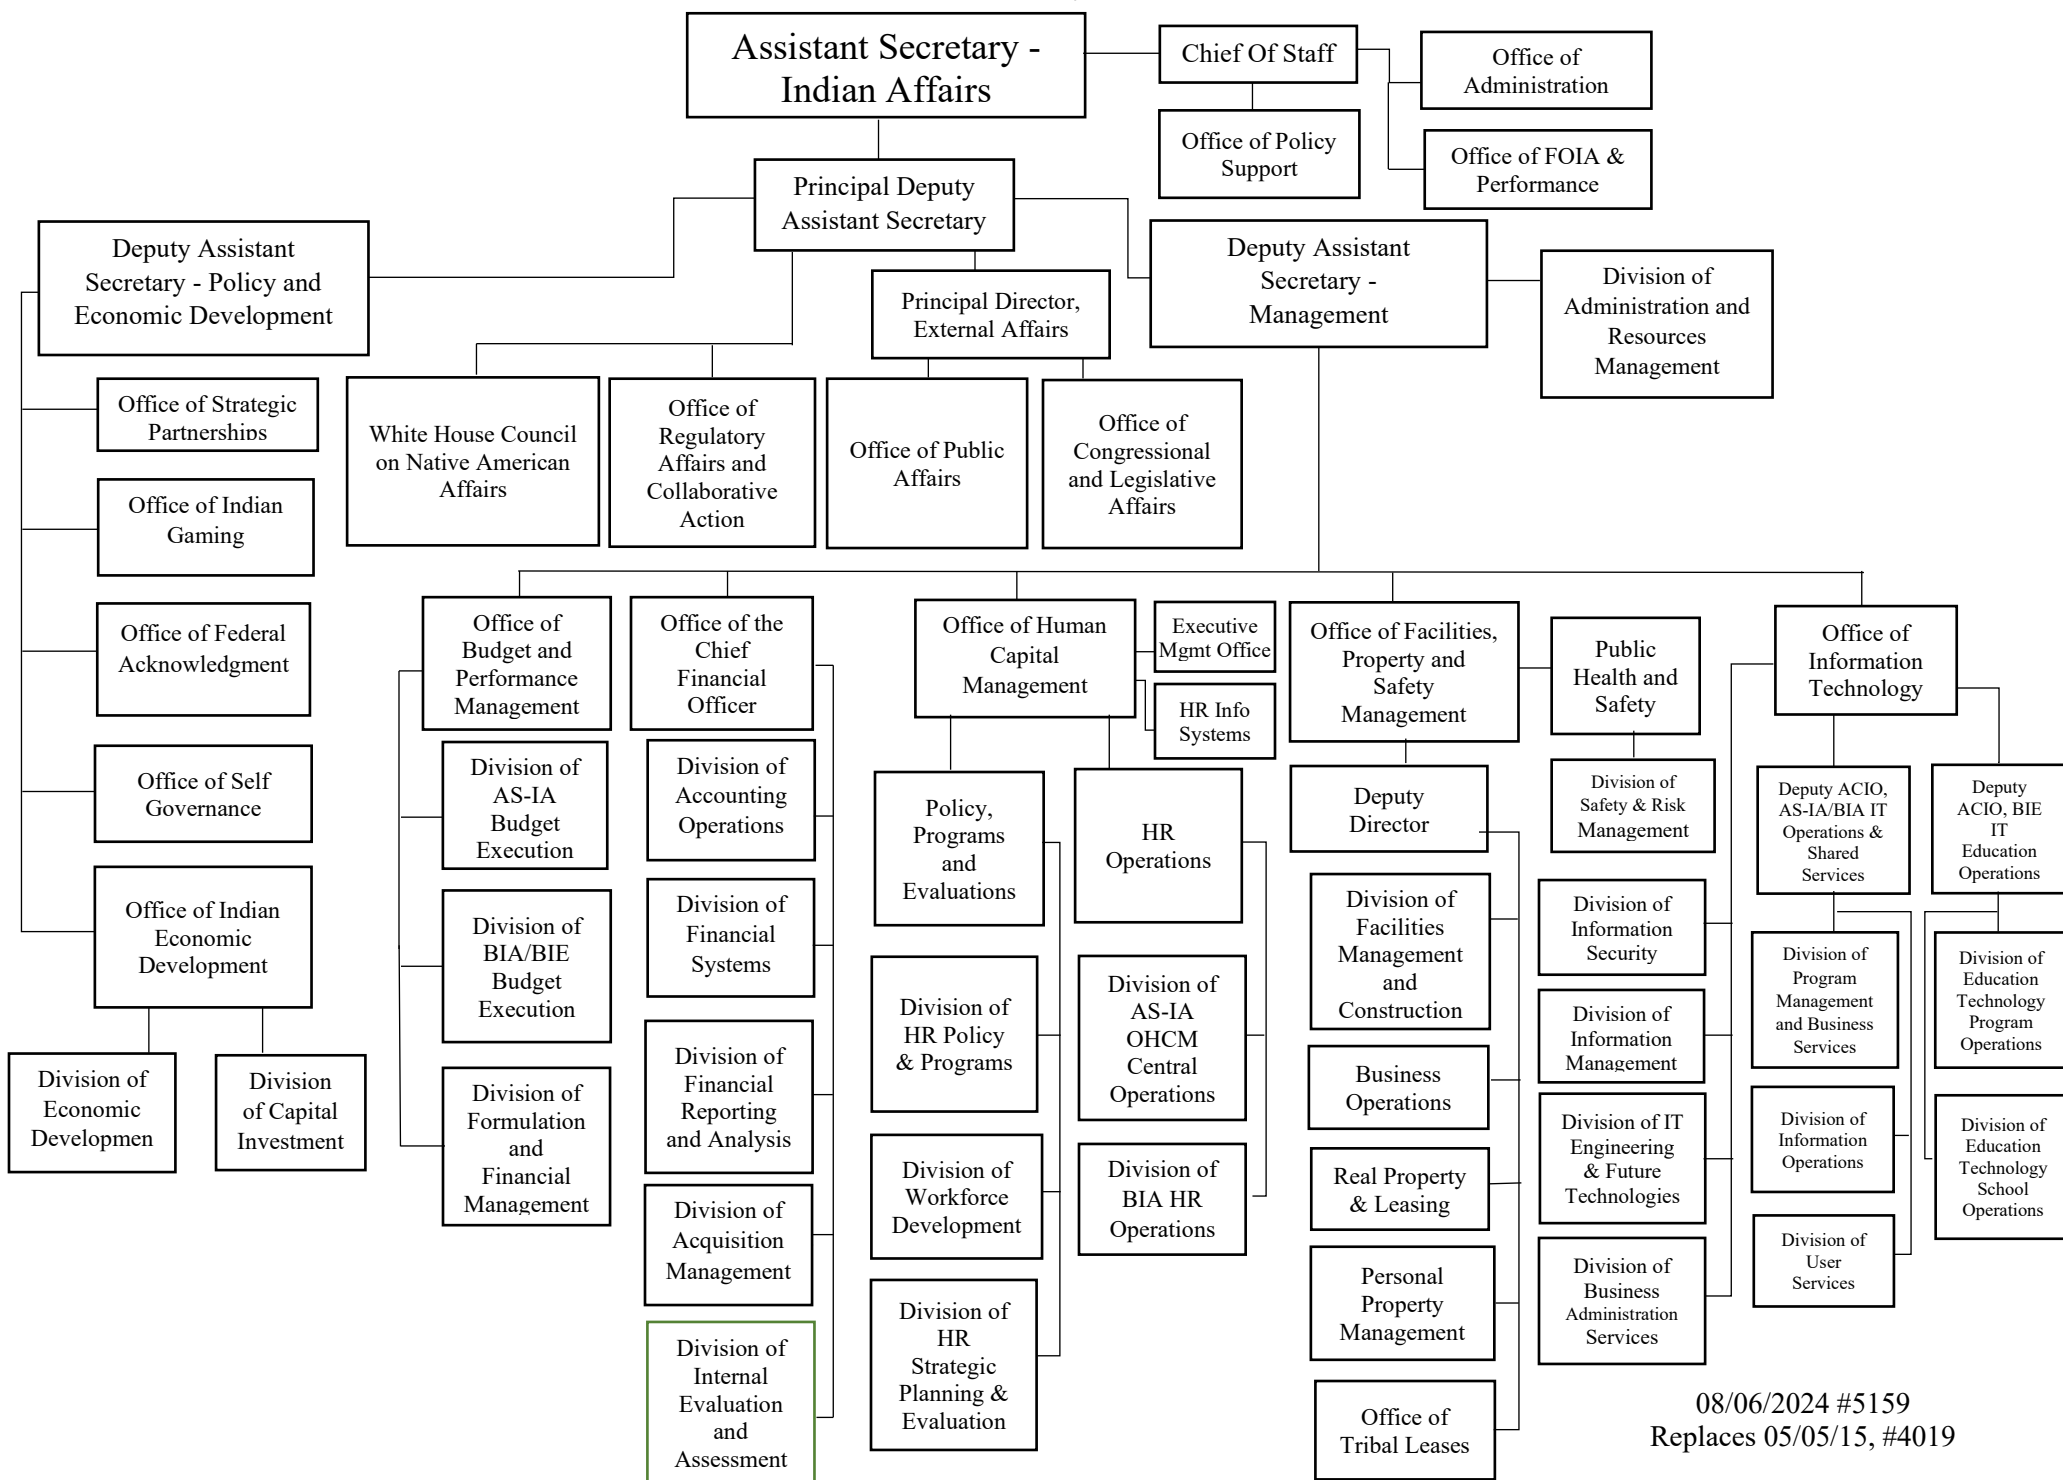 Assistant Secretary -
Indian Affairs
Chief Of Staff
Office of
Administration
Office of Policy
Support
Office of FOIA &
Performance
Principal Deputy
Assistant Secretary
Deputy Assistant
Secretary - Policy and
Economic Development
Principal Director,
External Affairs
Deputy Assistant
Secretary -
Management
Division of
Administration and
Resources
Management
Office of Strategic
Partnerships
Office of Indian
Gaming
Office of Federal
Acknowledgment
Office of Self
Governance
Office of Indian
Economic
Development
Division of
Economic
Developmen
Division
of Capital
Investment
White House Council
on Native American
Affairs
Office of
Regulatory
Affairs and
Collaborative
Action
Office of Public
Affairs
Office of
Congressional
and Legislative
Affairs
Office of
Budget and
Performance
Management
Division of
AS-IA
Budget
Execution
Division of
BIA/BIE
Budget
Execution
Division of
Formulation
and
Financial
Management
Office of the
Chief
Financial
Officer
Division of
Accounting
Operations
Division of
Financial
Systems
Division of
Financial
Reporting
and Analysis
Division of
Acquisition
Management
Division of
Internal
Evaluation
and
Assessment
Office of Human
Capital
Management
Executive
Mgmt Office
HR Info
Systems
Policy,
Programs
and
Evaluations
Division of
HR Policy
& Programs
Division of
Workforce
Development
Division of
HR
Strategic
Planning &
Evaluation
HR
Operations
Division of
AS-IA
OHCM
Central
Operations
Division of
BIA HR
Operations
Office of Facilities,
Property and
Safety
Management
Public
Health and
Safety
Division of
Safety & Risk
Management
Deputy
Director
Division of
Facilities
Management
and
Construction
Business
Operations
Real Property
& Leasing
Personal
Property
Management
Office of
Tribal Leases
Office of
Information
Technology
Division of
Information
Security
Division of
Information
Management
Division of IT
Engineering
& Future
Technologies
Division of
Business
Administration
Services
Deputy ACIO,
AS-IA/BIA IT
Operations &
Shared
Services
Division of
Program
Management
and Business
Services
Division of
Information
Operations
Division of
User
Services
Deputy
ACIO, BIE
IT
Education
Operations
Division of
Education
Technology
Program
Operations
Division of
Education
Technology
School
Operations
08/06/2024 #5159
Replaces 05/05/15, #4019